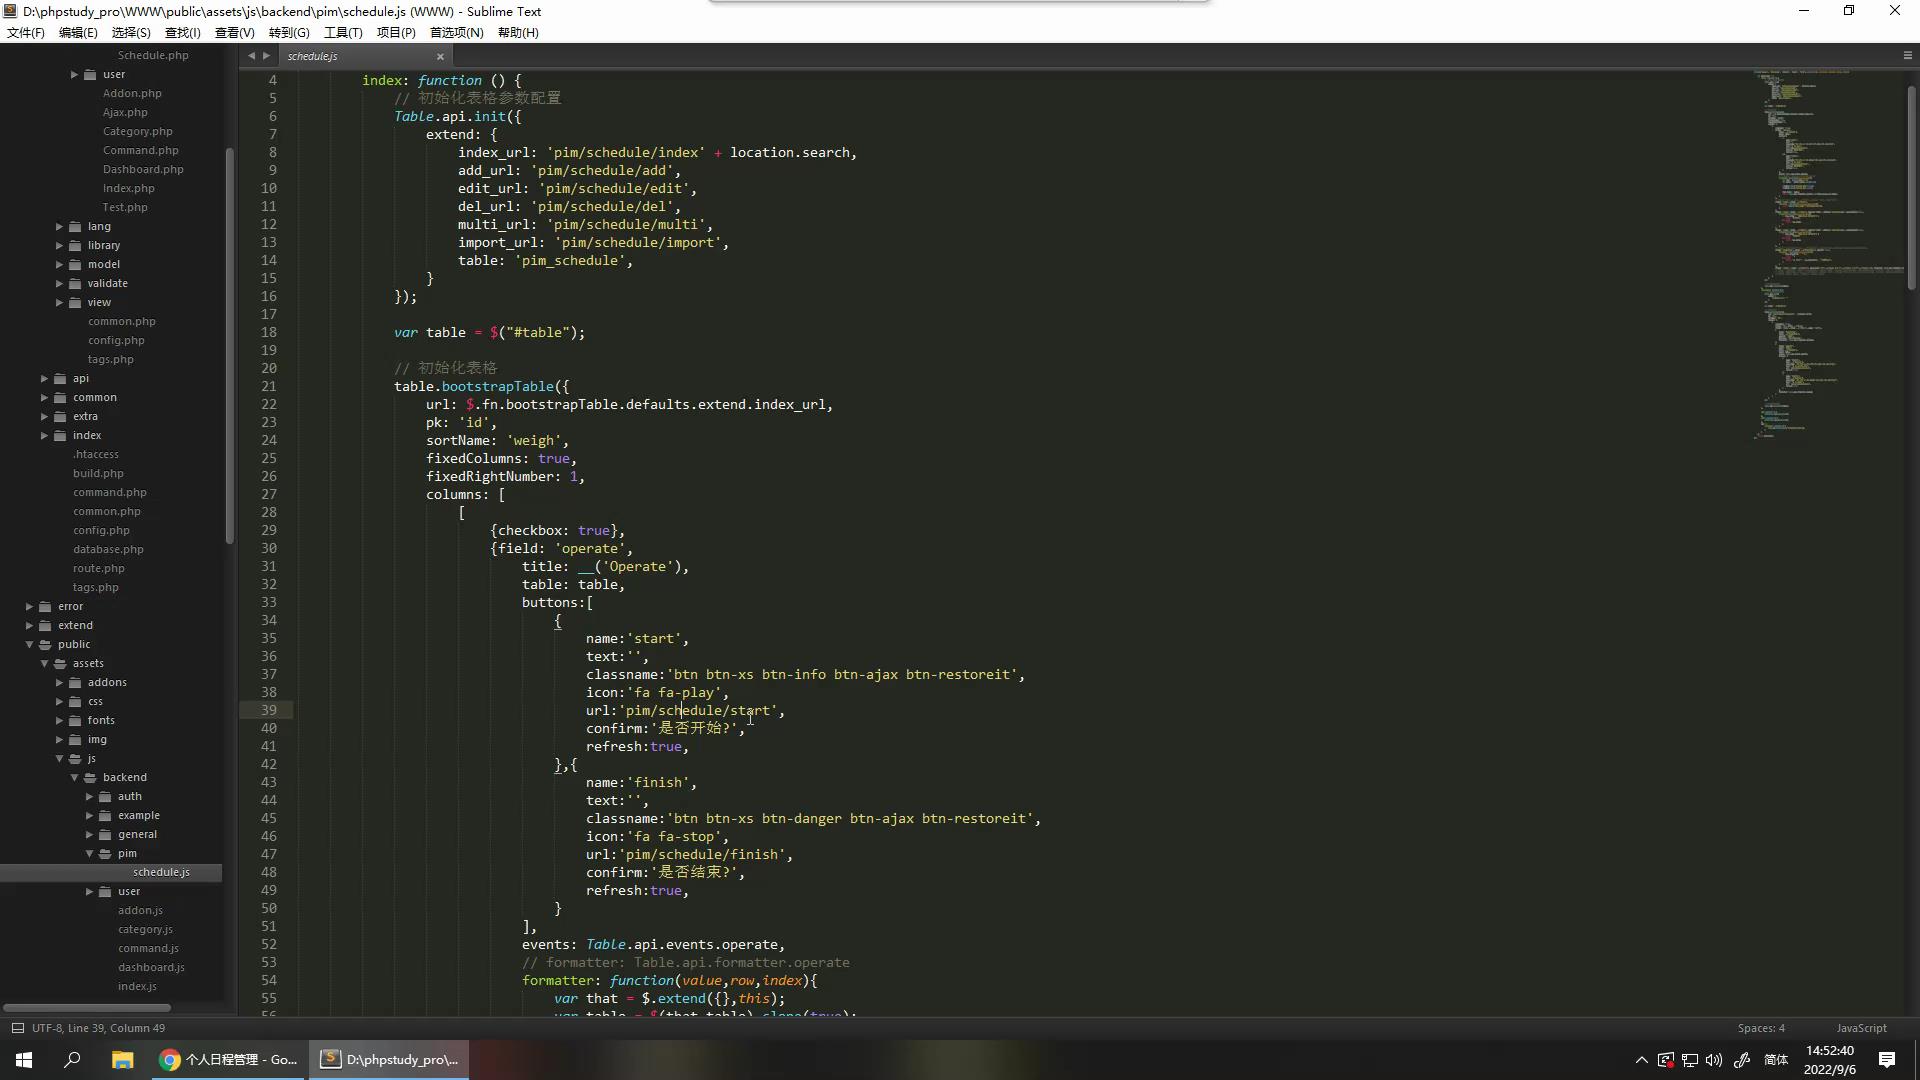 D:\phpstudy_pro\WWW\public\assets\js\backend\pim\schedule.js (WWW) - Sublime Text
文件(F) 编辑(E) 选择(S) 查找(I) 查看(V) 转到(G) 工具(T) 项目(P) 首选项(N) 帮助(H)
Schedule.php
user
Addon.php
Ajax.php
Category.php
Command.php
Dashboard.php
Index.php
Test.php
lang
library
model
validate
view
common.php
config.php
tags.php
api
common
extra
index
.htaccess
build.php
command.php
common.php
config.php
database.php
route.php
tags.php
error
extend
public
assets
addons
css
fonts
img
js
backend
auth
example
general
pim
schedule.js
user
addon.js
category.js
command.js
dashboard.js
index.js
schedule.js
4 index: function () {
5 // 初始化表格参数配置
6 Table.api.init({
7 extend: {
8 index_url: 'pim/schedule/index' + location.search,
9 add_url: 'pim/schedule/add',
10 edit_url: 'pim/schedule/edit',
11 del_url: 'pim/schedule/del',
12 multi_url: 'pim/schedule/multi',
13 import_url: 'pim/schedule/import',
14 table: 'pim_schedule',
15 }
16 });
17
18 var table = $("#table");
19
20 // 初始化表格
21 table.bootstrapTable({
22 url: $.fn.bootstrapTable.defaults.extend.index_url,
23 pk: 'id',
24 sortName: 'weigh',
25 fixedColumns: true,
26 fixedRightNumber: 1,
27 columns: [
28 [
29 {checkbox: true},
30 {field: 'operate',
31 title: __('Operate'),
32 table: table,
33 buttons:[
34 {
35 name:'start',
36 text:'',
37 classname:'btn btn-xs btn-info btn-ajax btn-restoreit',
38 icon:'fa fa-play',
39 url:'pim/schedule/start',
40 confirm:'是否开始?',
41 refresh:true,
42 },{
43 name:'finish',
44 text:'',
45 classname:'btn btn-xs btn-danger btn-ajax btn-restoreit',
46 icon:'fa fa-stop',
47 url:'pim/schedule/finish',
48 confirm:'是否结束?',
49 refresh:true,
50 }
51 ],
52 events: Table.api.events.operate,
53 // formatter: Table.api.formatter.operate
54 formatter: function(value,row,index){
55 var that = $.extend({},this);
56 var table = $(that.table).clone(true);
UTF-8, Line 39, Column 49
Spaces: 4
JavaScript
个人日程管理 - Go...
D:\phpstudy_pro\...
简体
14:52:40
2022/9/6